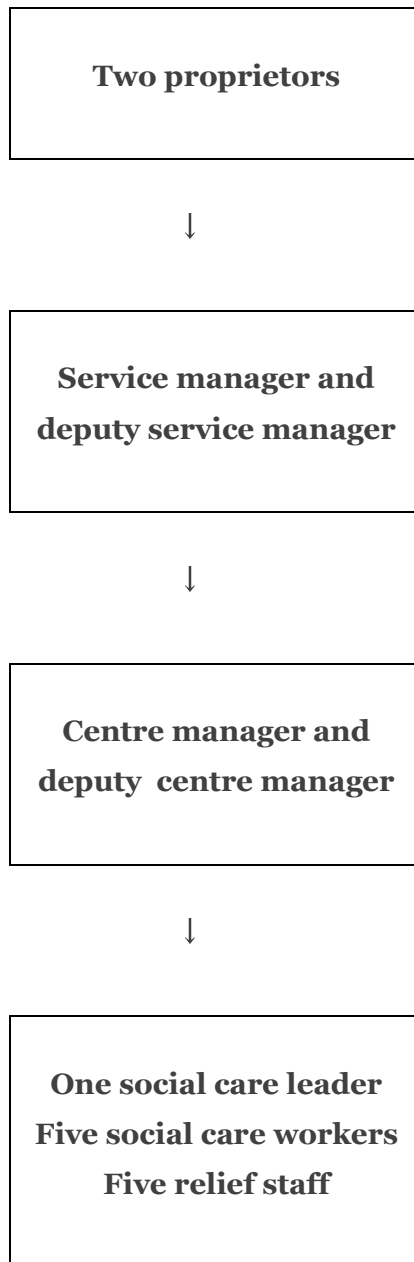 Two proprietors
↓
Service manager and
deputy service manager
↓
Centre manager and
deputy centre manager
↓
One social care leader
Five social care workers
Five relief staff